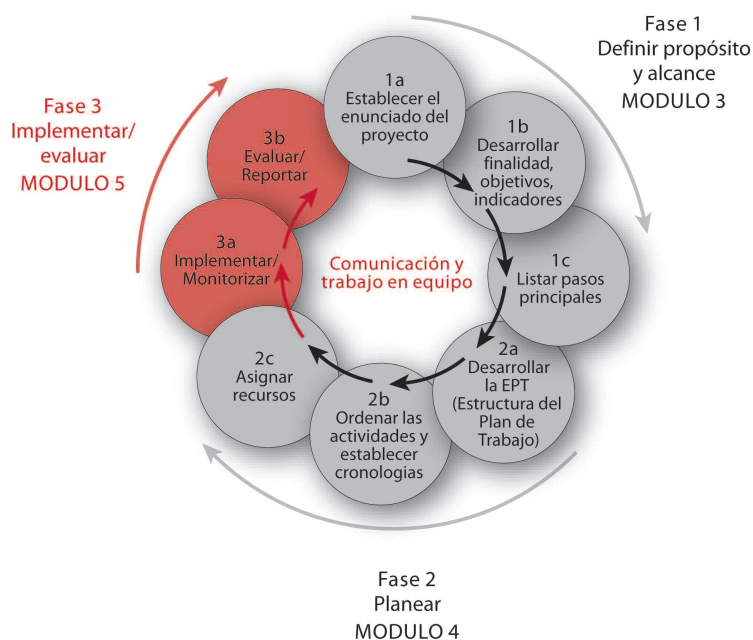 Fase 1
Definir propósito
y alcance
MODULO 3
1a
Establecer el
enunciado del
proyecto
1b
Desarrollar
finalidad,
objetivos,
indicadores
1c
Listar pasos
principales
2a
Desarrollar
la EPT
(Estructura del
Plan de
Trabajo)
2b
Ordenar las
actividades y
establecer
cronologias
2c
Asignar
recursos
3a
Implementar/
Monitorizar
3b
Evaluar/
Reportar
Comunicación y
trabajo en equipo
Fase 3
Implementar/
evaluar
MODULO 5
Fase 2
Planear
MODULO 4